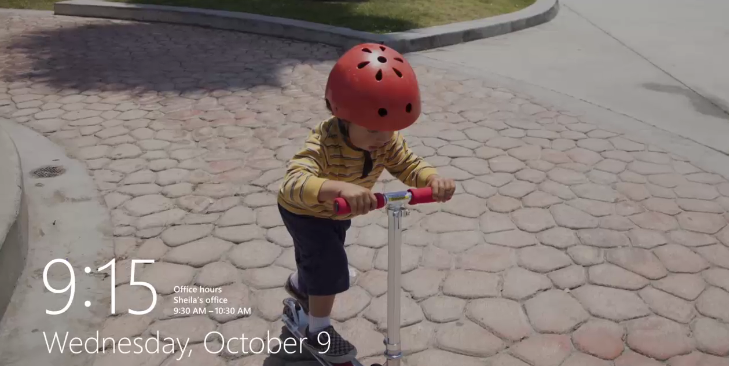 9:15
Office hours
Sheila's office
9:30 AM – 10:30 AM
Wednesday, October 9